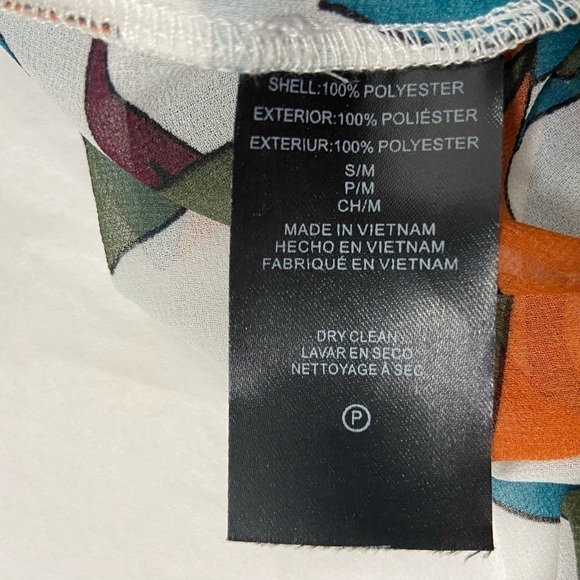 SHELL:100% POLYESTER
EXTERIOR:100% POLIÉSTER
EXTERIUR:100% POLYESTER
S/M
P/M
CH/M
MADE IN VIETNAM
HECHO EN VIETNAM
FABRIQUÉ EN VIETNAM
DRY CLEAN
LAVAR EN SECO
NETTOYAGE À SEC
P